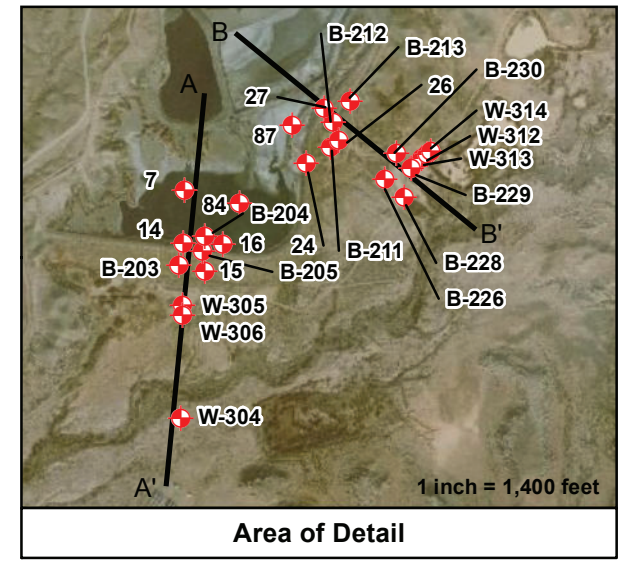 B
B-212
B-213
A
27
26
B-230
W-314
87
W-312
W-313
7
84
B-204
B-229
14
16
24
B-211
B'
B-203
15
B-205
B-228
B-226
W-305
W-306
W-304
A'
1 inch = 1,400 feet
Area of Detail